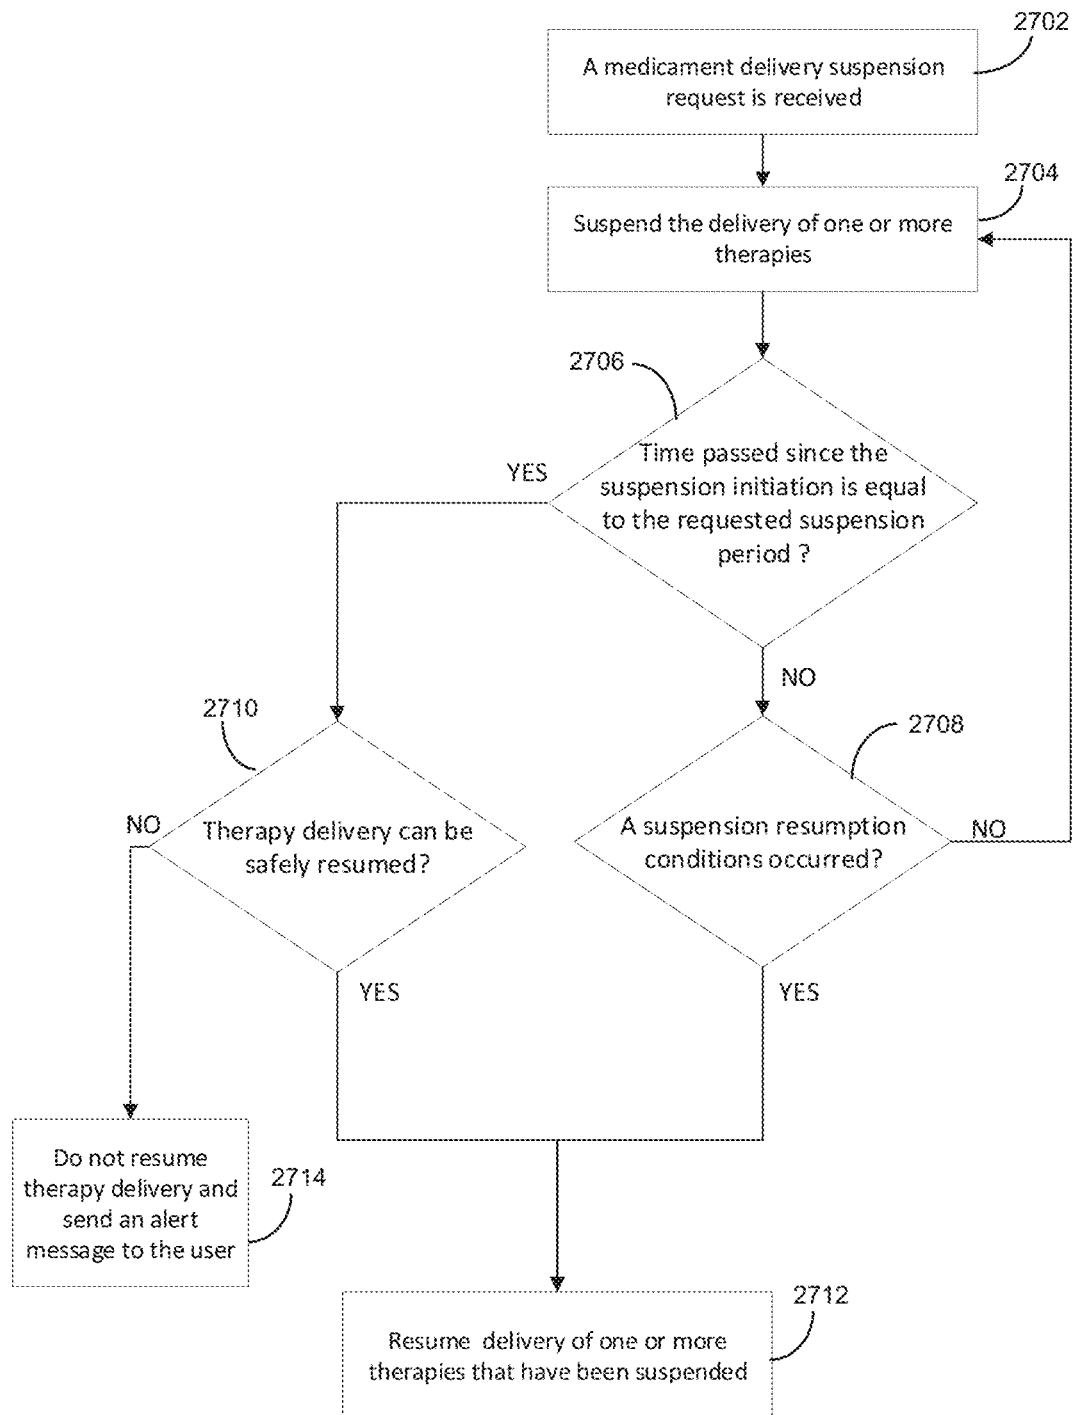 2702
A medicament delivery suspension
request is received
2704
Suspend the delivery of one or more
therapies
2706
Time passed since the
suspension initiation is equal
to the requested suspension
period ?
YES
NO
2710
2708
NO
Therapy delivery can be
safely resumed?
A suspension resumption
conditions occurred?
NO
YES
YES
Do not resume
therapy delivery and
send an alert
message to the user
2714
2712
Resume delivery of one or more
therapies that have been suspended